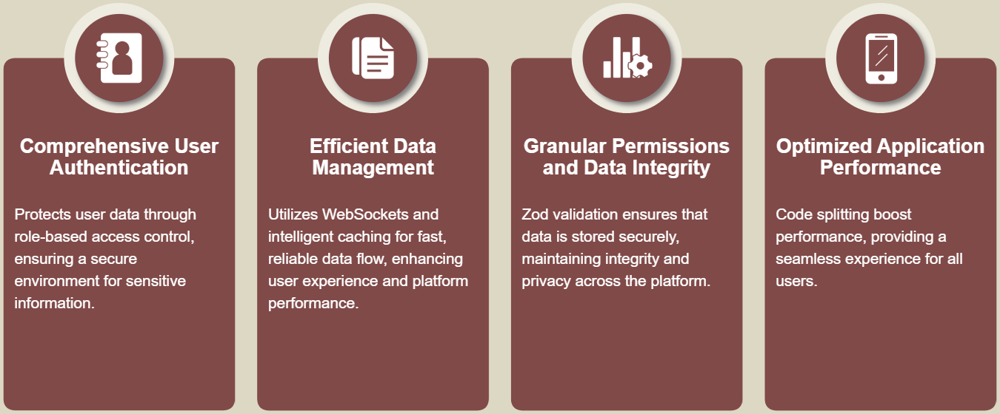 Comprehensive User
Authentication
Protects user data through
role-based access control,
ensuring a secure
environment for sensitive
information.
Efficient Data
Management
Utilizes WebSockets and
intelligent caching for fast,
reliable data flow, enhancing
user experience and platform
performance.
Granular Permissions
and Data Integrity
Zod validation ensures that
data is stored securely,
maintaining integrity and
privacy across the platform.
Optimized Application
Performance
Code splitting boost
performance, providing a
seamless experience for all
users.